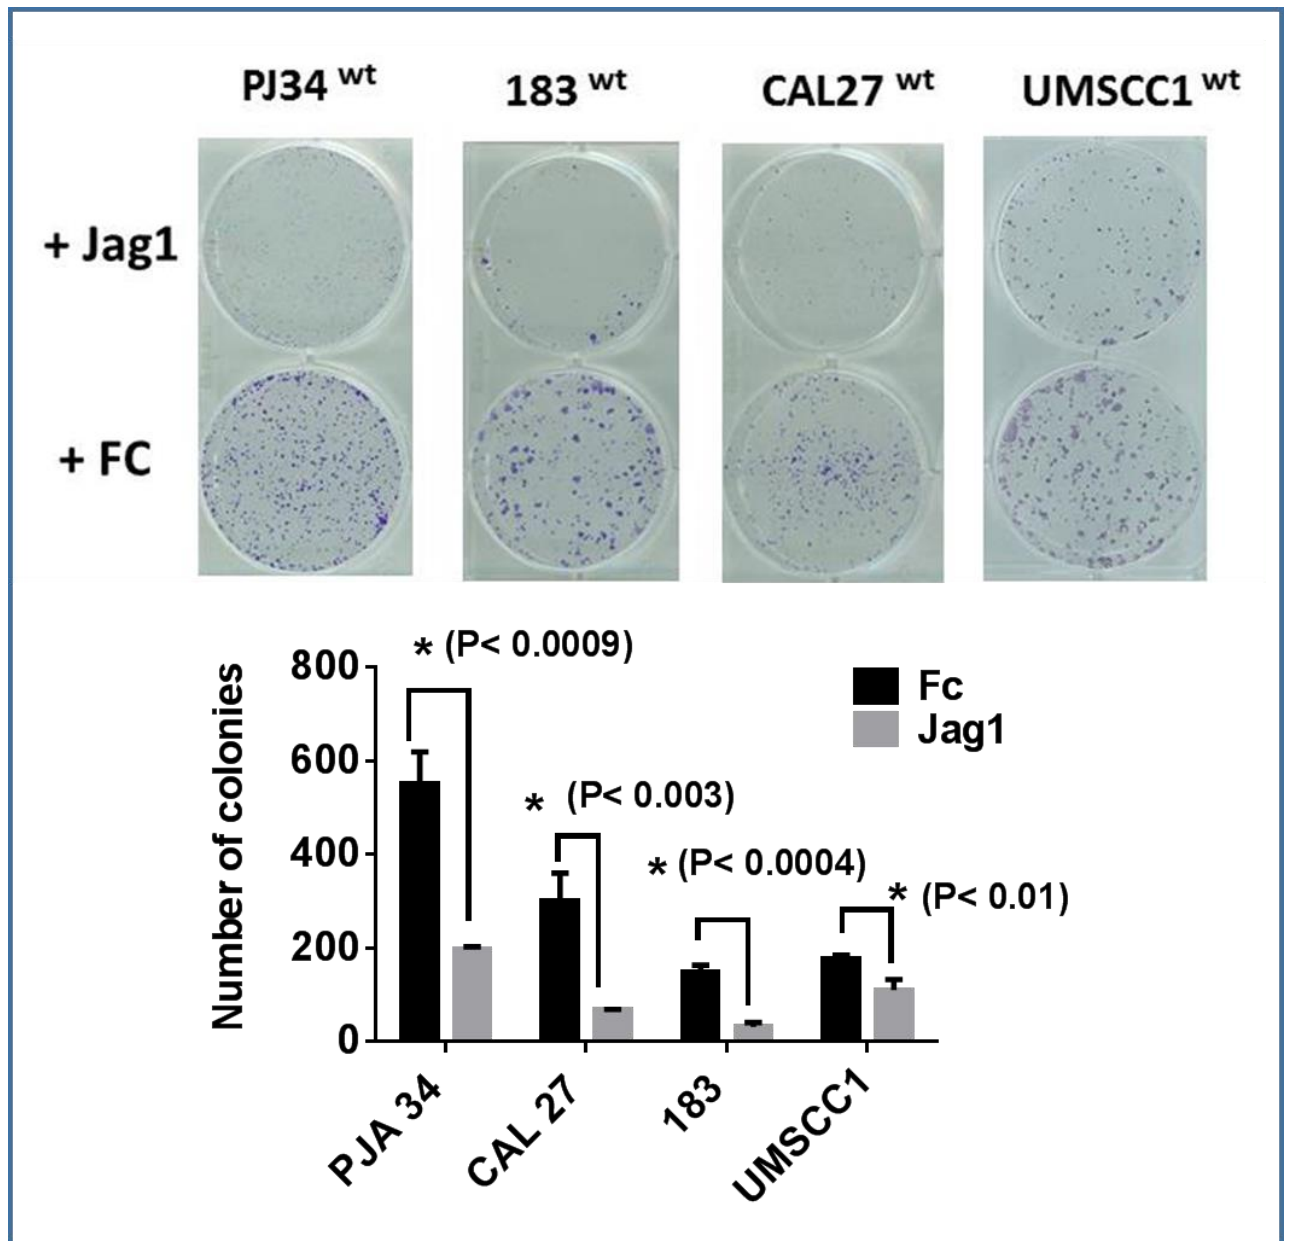 PJ34 wt 183 wt CAL27 wt UMSCC1 wt
+ Jag1
+ FC
* (P< 0.0009)
800
Fc
Jag1
600
* (P< 0.003)
400
* (P< 0.0004)
* (P< 0.01)
200
0
Number of colonies
PJA 34 CAL 27 183 UMSCC1